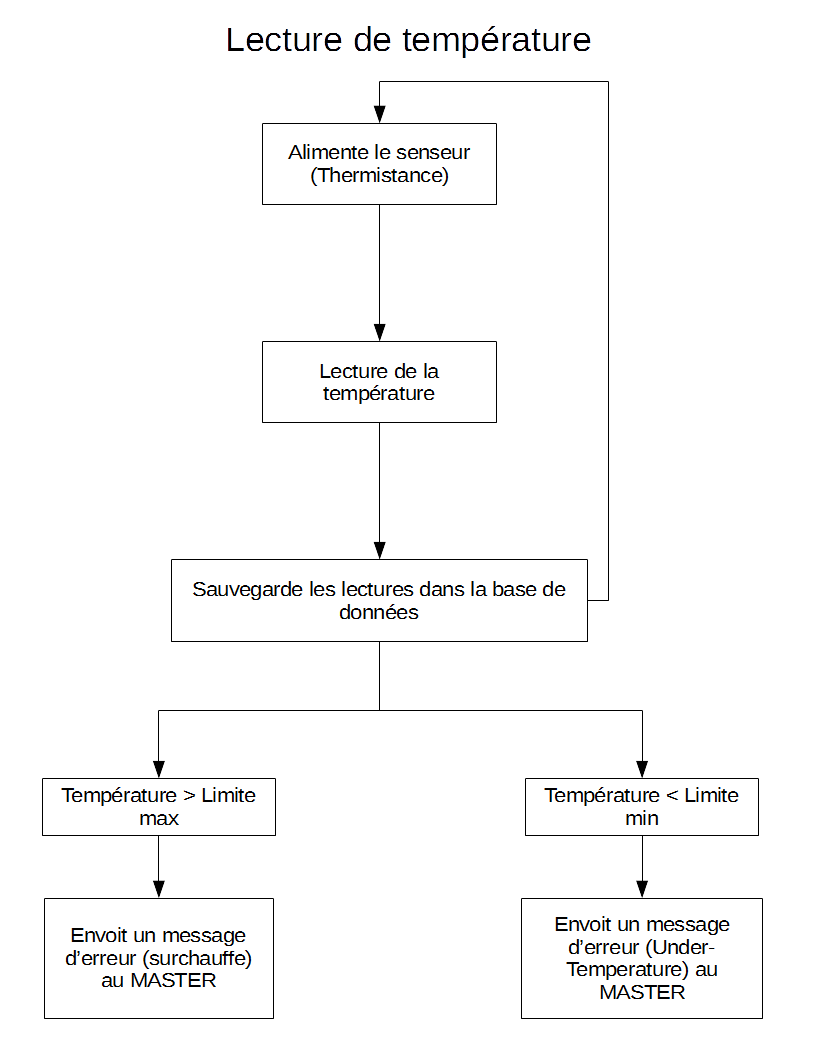 Lecture de température
Alimente le senseur
(Thermistance)
Lecture de la
température
Sauvegarde les lectures dans la base de
données
Température > Limite
max
Température < Limite
min
Envoit un message
d’erreur (surchauffe)
au MASTER
Envoit un message
d’erreur (Under-
Temperature) au
MASTER